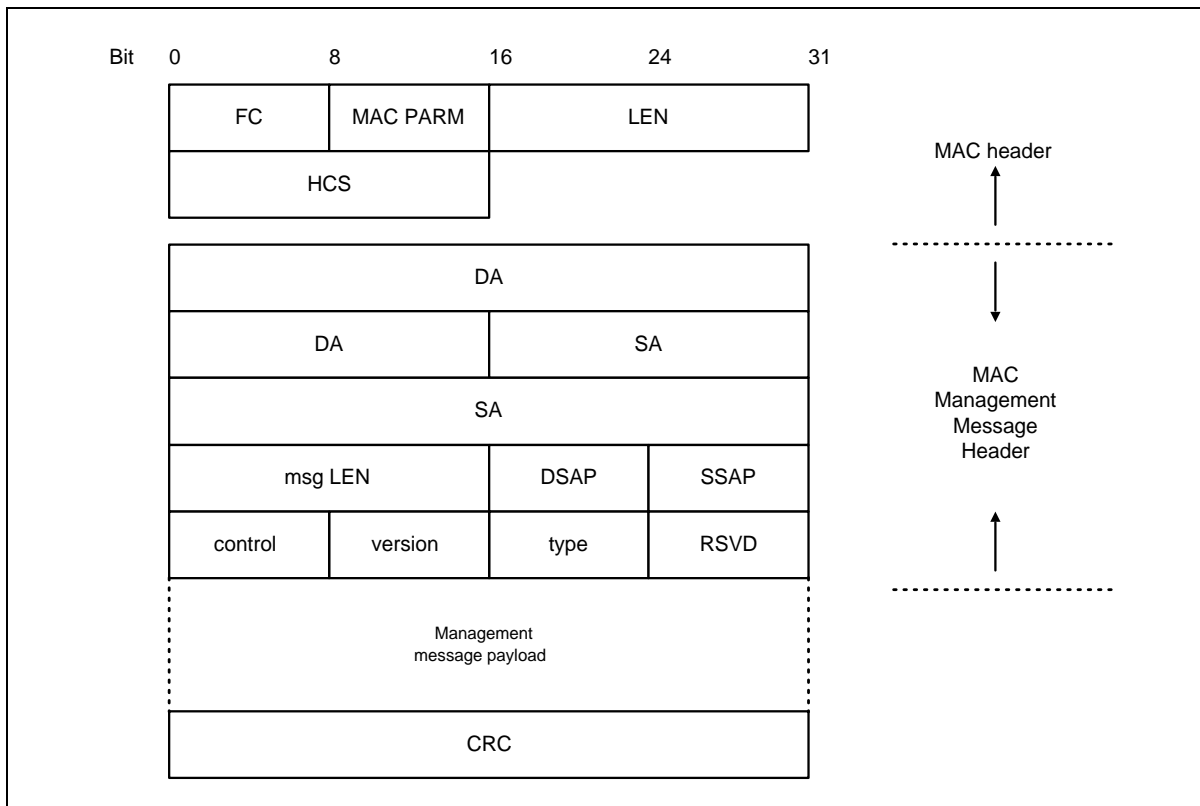 Bit 0 8 16 24 31
FC MAC PARM LEN
HCS
MAC header
DA
DA SA
SA
MAC
Management
Message
Header
msg LEN DSAP SSAP
control version type RSVD
Management
message payload
CRC